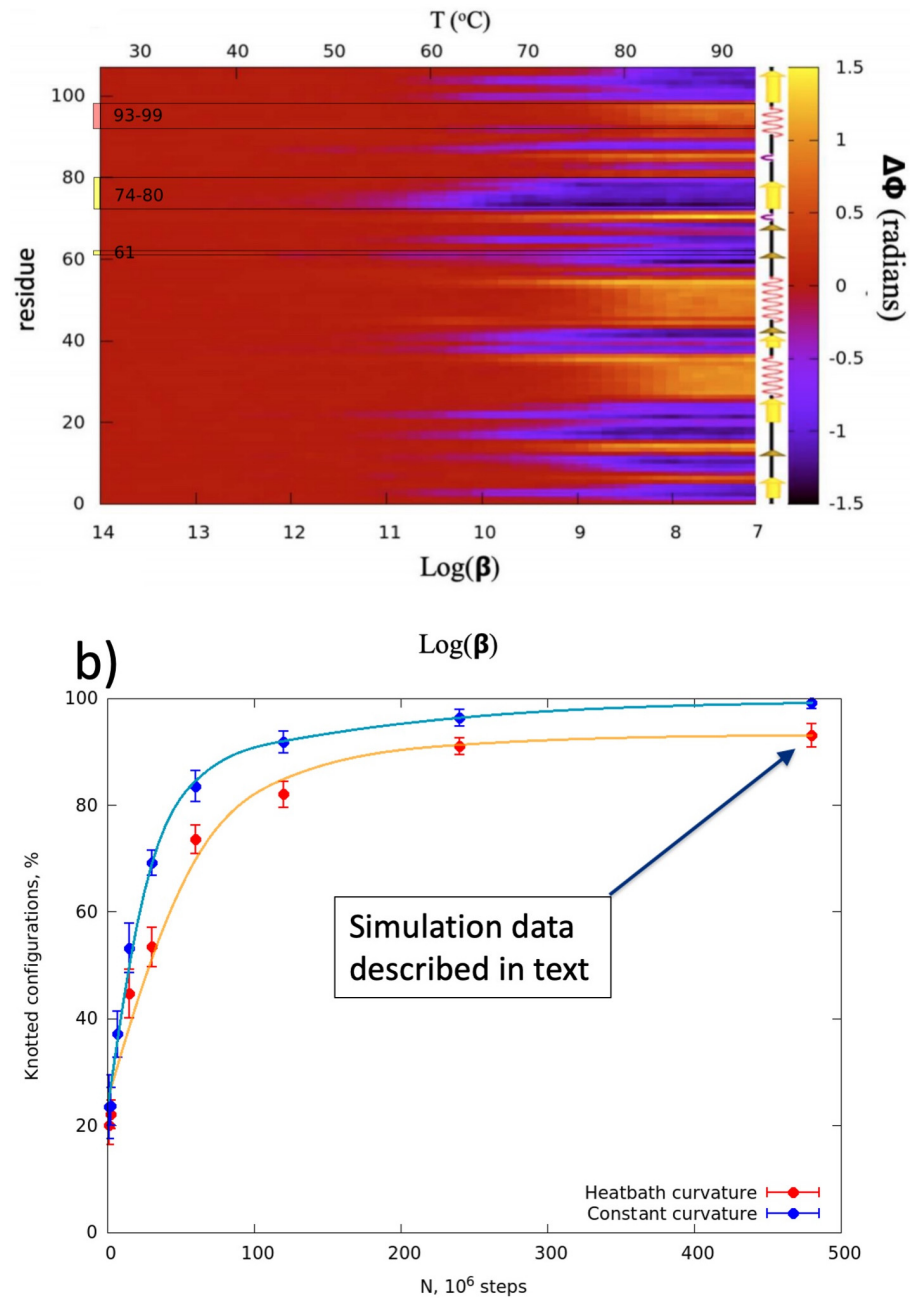 T (°C)
30 40 50 60 70 80 90
100
93-99
80
74-80
61
60
40
20
0
residue
14 13 12 11 10 9 8 7
Log(β)
1.5
1
0.5
0
-0.5
-1
-1.5
ΔΦ (radians)
Log(β)
b)
100
80
60
40
20
0
Knotted configurations, %
Simulation data
described in text
Heatbath curvature
Constant curvature
0 100 200 300 400 500
N, 10⁶ steps